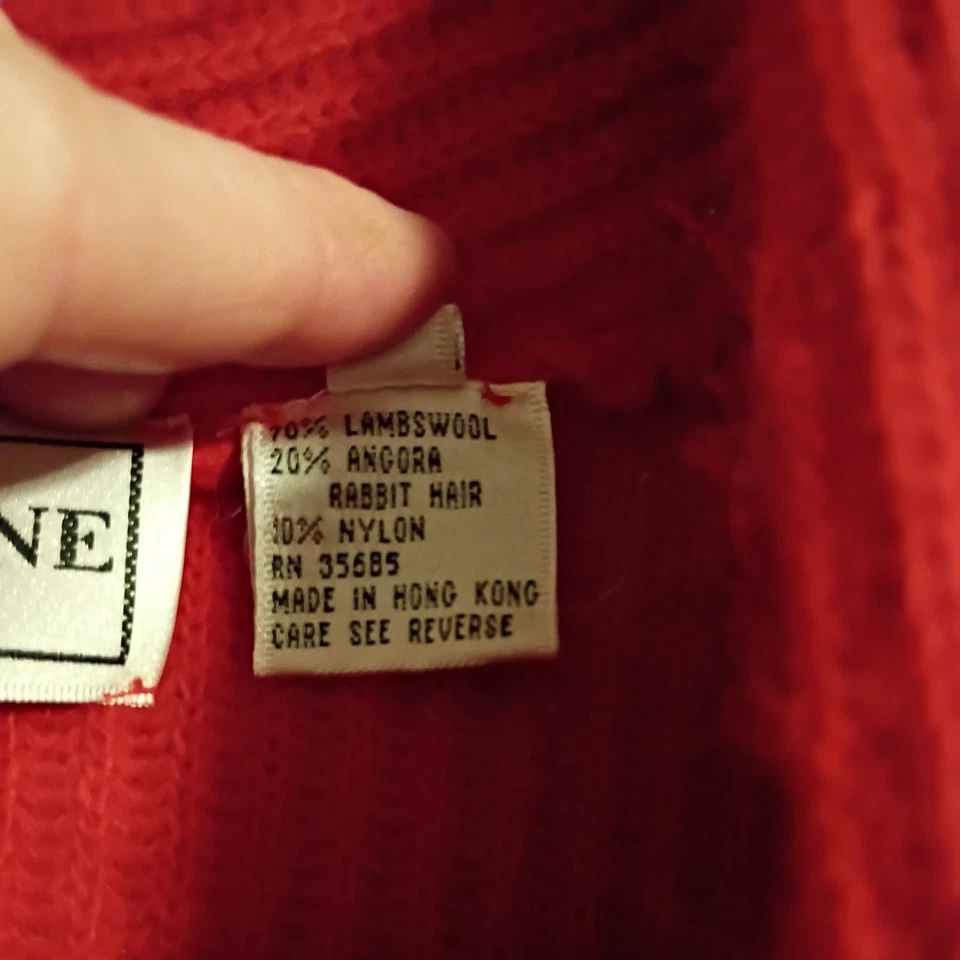 NE
70% LAMBSWOOL
20% ANGORA
RABBIT HAIR
10% NYLON
RN 35685
MADE IN HONG KONG
CARE SEE REVERSE